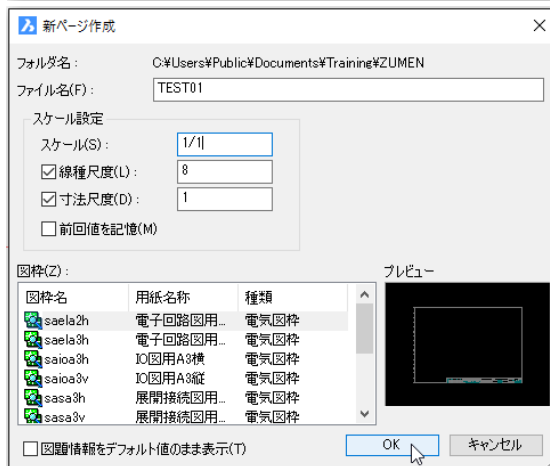 新ページ作成
フォルダ名： C:¥Users¥Public¥Documents¥Training¥ZUMEN
ファイル名(F)： TEST01
スケール設定
スケール(S)： 1/1
線種尺度(L)： 8
寸法尺度(D)： 1
前回値を記憶(M)
図枠(Z)： プレビュー
図枠名 用紙名称 種類
saela2h 電子回路図用... 電気図枠
saela3h 電子回路図用... 電気図枠
saioa3h IO図用A3横 電気図枠
saioa3v IO図用A3縦 電気図枠
sasa3h 展開接続図用... 電気図枠
sasa3v 展開接続図用... 電気図枠
図題情報をデフォルト値のまま表示(T) OK キャンセル